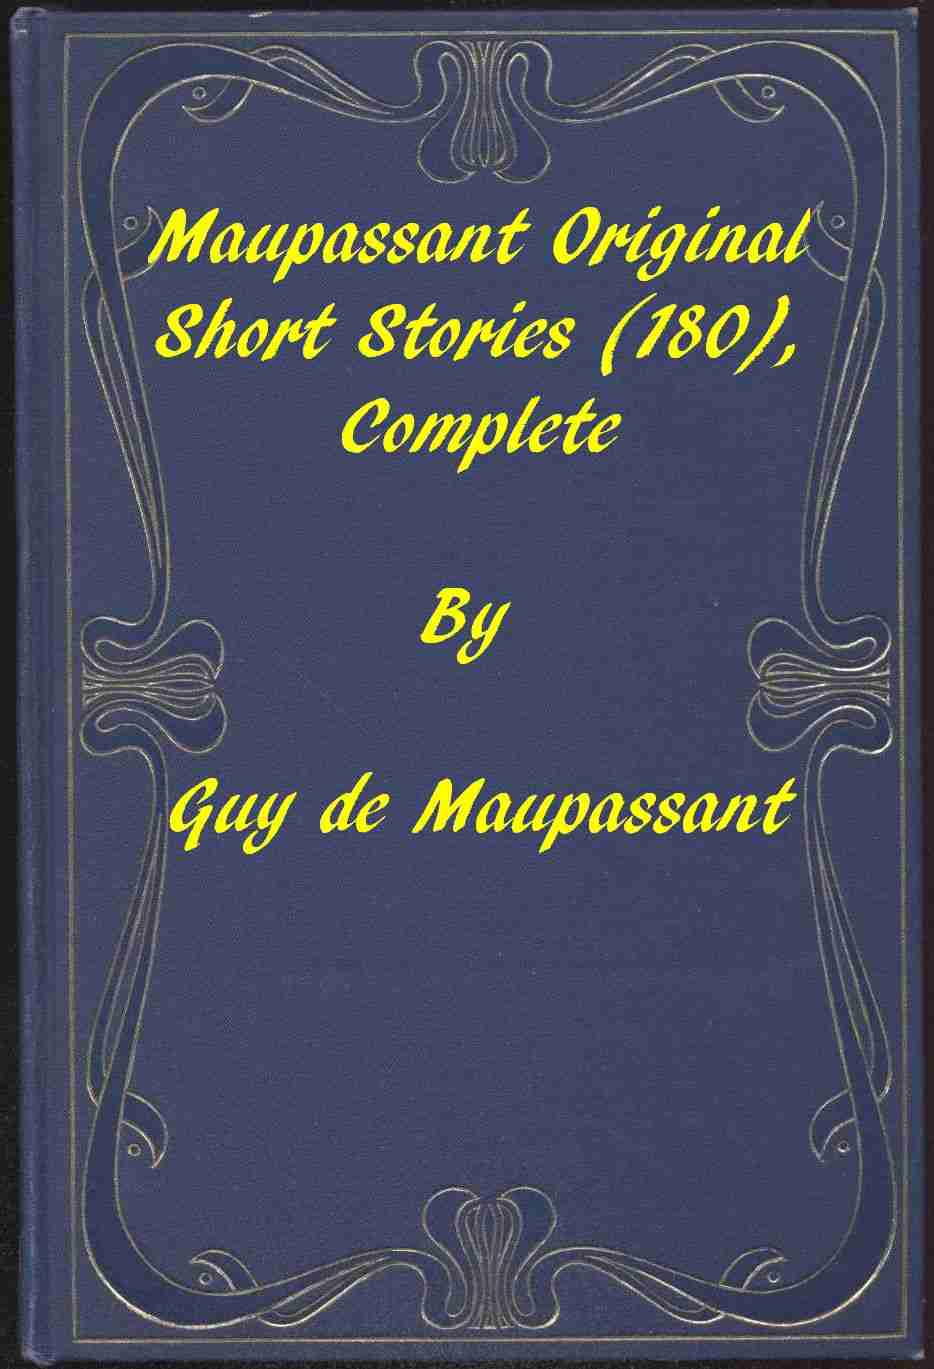 Maupassant Original
Short Stories (180),
Complete
By
Guy de Maupassant